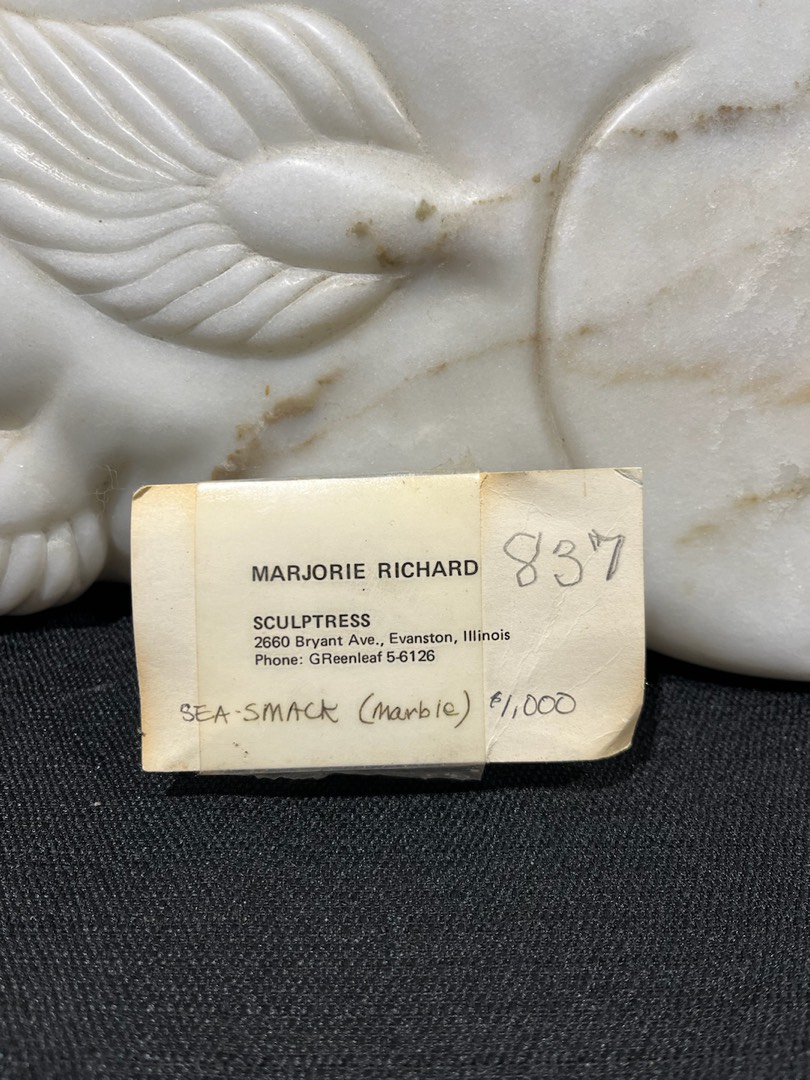 MARJORIE RICHARD
837
SCULPTRESS
2660 Bryant Ave., Evanston, Illinois
Phone: GReenleaf 5-6126
SEA-SMACK (Marble) $1,000